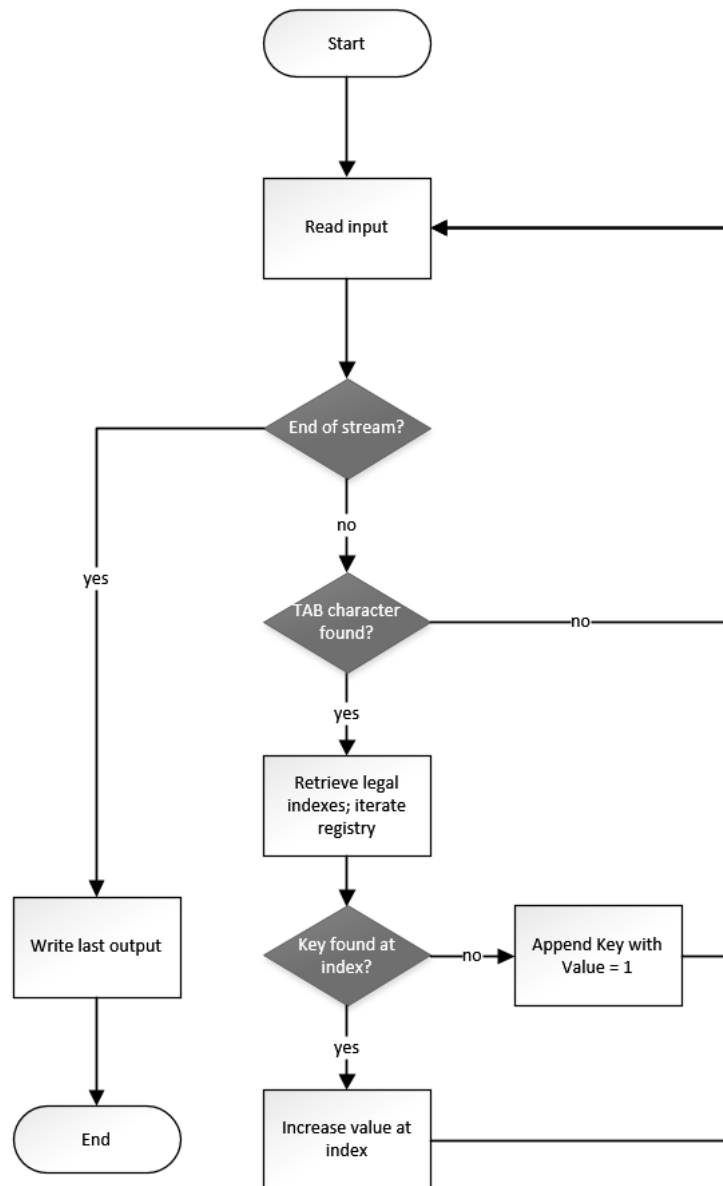 Start
Read input
End of stream?
no
yes
TAB character
found?
no
yes
Retrieve legal
indexes; iterate
registry
Write last output
Key found at
index?
no
Append Key with
Value = 1
yes
End
Increase value at
index